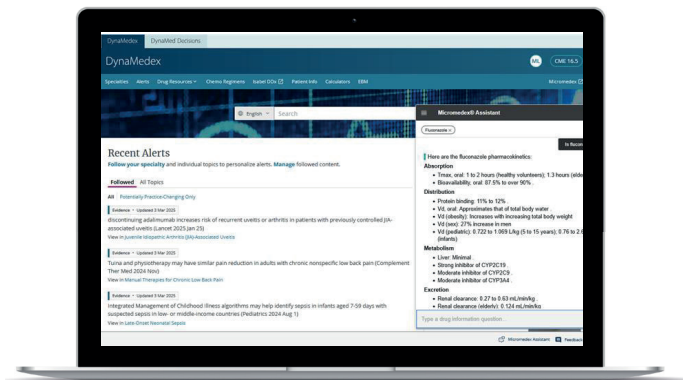 DynaMedex DynaMed Decisions
DynaMedex
ML
CME 16.5
Specialties Alerts Drug Resources Chemo Regimens Isabel DDx Patient Info Calculators EBM
Micromedex
English
Search
Recent Alerts
Follow your specialty and individual topics to personalize alerts. Manage followed content.
Followed All Topics
All Potentially Practice-Changing Only
Evidence • Updated 3 Mar 2025
discontinuing adalimumab increases risk of recurrent uveitis or arthritis in patients with previously controlled JIA-
associated uveitis (Lancet 2025 Jan 25)
View in Juvenile Idiopathic Arthritis (JIA)-Associated Uveitis
Evidence • Updated 3 Mar 2025
Tuina and physiotherapy may have similar pain reduction in adults with chronic nonspecific low back pain (Complement
Ther Med 2024 Nov)
View in Manual Therapies for Chronic Low Back Pain
Evidence • Updated 3 Mar 2025
Integrated Management of Childhood Illness algorithms may help identify sepsis in infants aged 7-59 days with
suspected sepsis in low- or middle-income countries (Pediatrics 2024 Aug 1)
View in Late-Onset Neonatal Sepsis
Micromedex® Assistant
Fluconazole ×
Is flucon
Here are the fluconazole pharmacokinetics:
Absorption
• Tmax, oral: 1 to 2 hours (healthy volunteers); 1.3 hours (elde
• Bioavailability, oral: 87.5% to over 90% .
Distribution
• Protein binding: 11% to 12% .
• Vd, oral: Approximates that of total body water .
• Vd (obesity): Increases with increasing total body weight
• Vd (sex): 27% increase in men
• Vd (pediatric): 0.722 to 1.069 L/kg (5 to 15 years); 0.76 to 2.
(infants)
Metabolism
• Liver: Minimal .
• Strong inhibitor of CYP2C19 .
• Moderate inhibitor of CYP2C9 .
• Moderate inhibitor of CYP3A4 .
Excretion
• Renal clearance: 0.27 to 0.63 mL/min/kg .
• Renal clearance (elderly): 0.124 mL/min/kg
Type a drug information question...
Micromedex Assistant Feedback